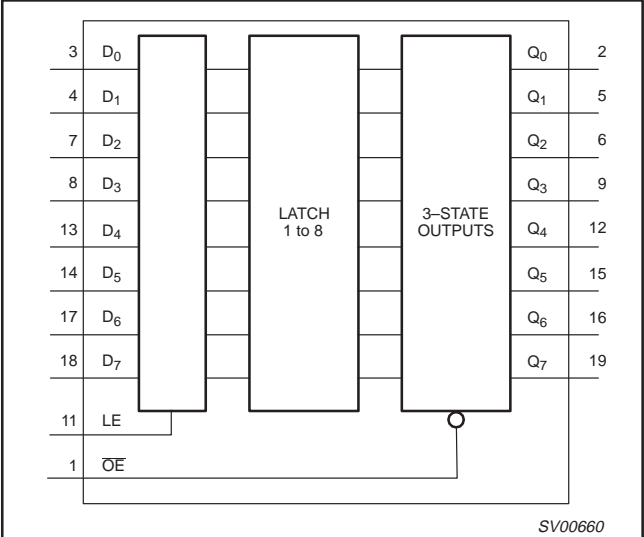 3 D0 Q0 2
4 D1 Q1 5
7 D2 Q2 6
8 D3 Q3 9
LATCH
1 to 8
3–STATE
OUTPUTS
13 D4 Q4 12
14 D5 Q5 15
17 D6 Q6 16
18 D7 Q7 19
11 LE
1 O̅E̅
SV00660